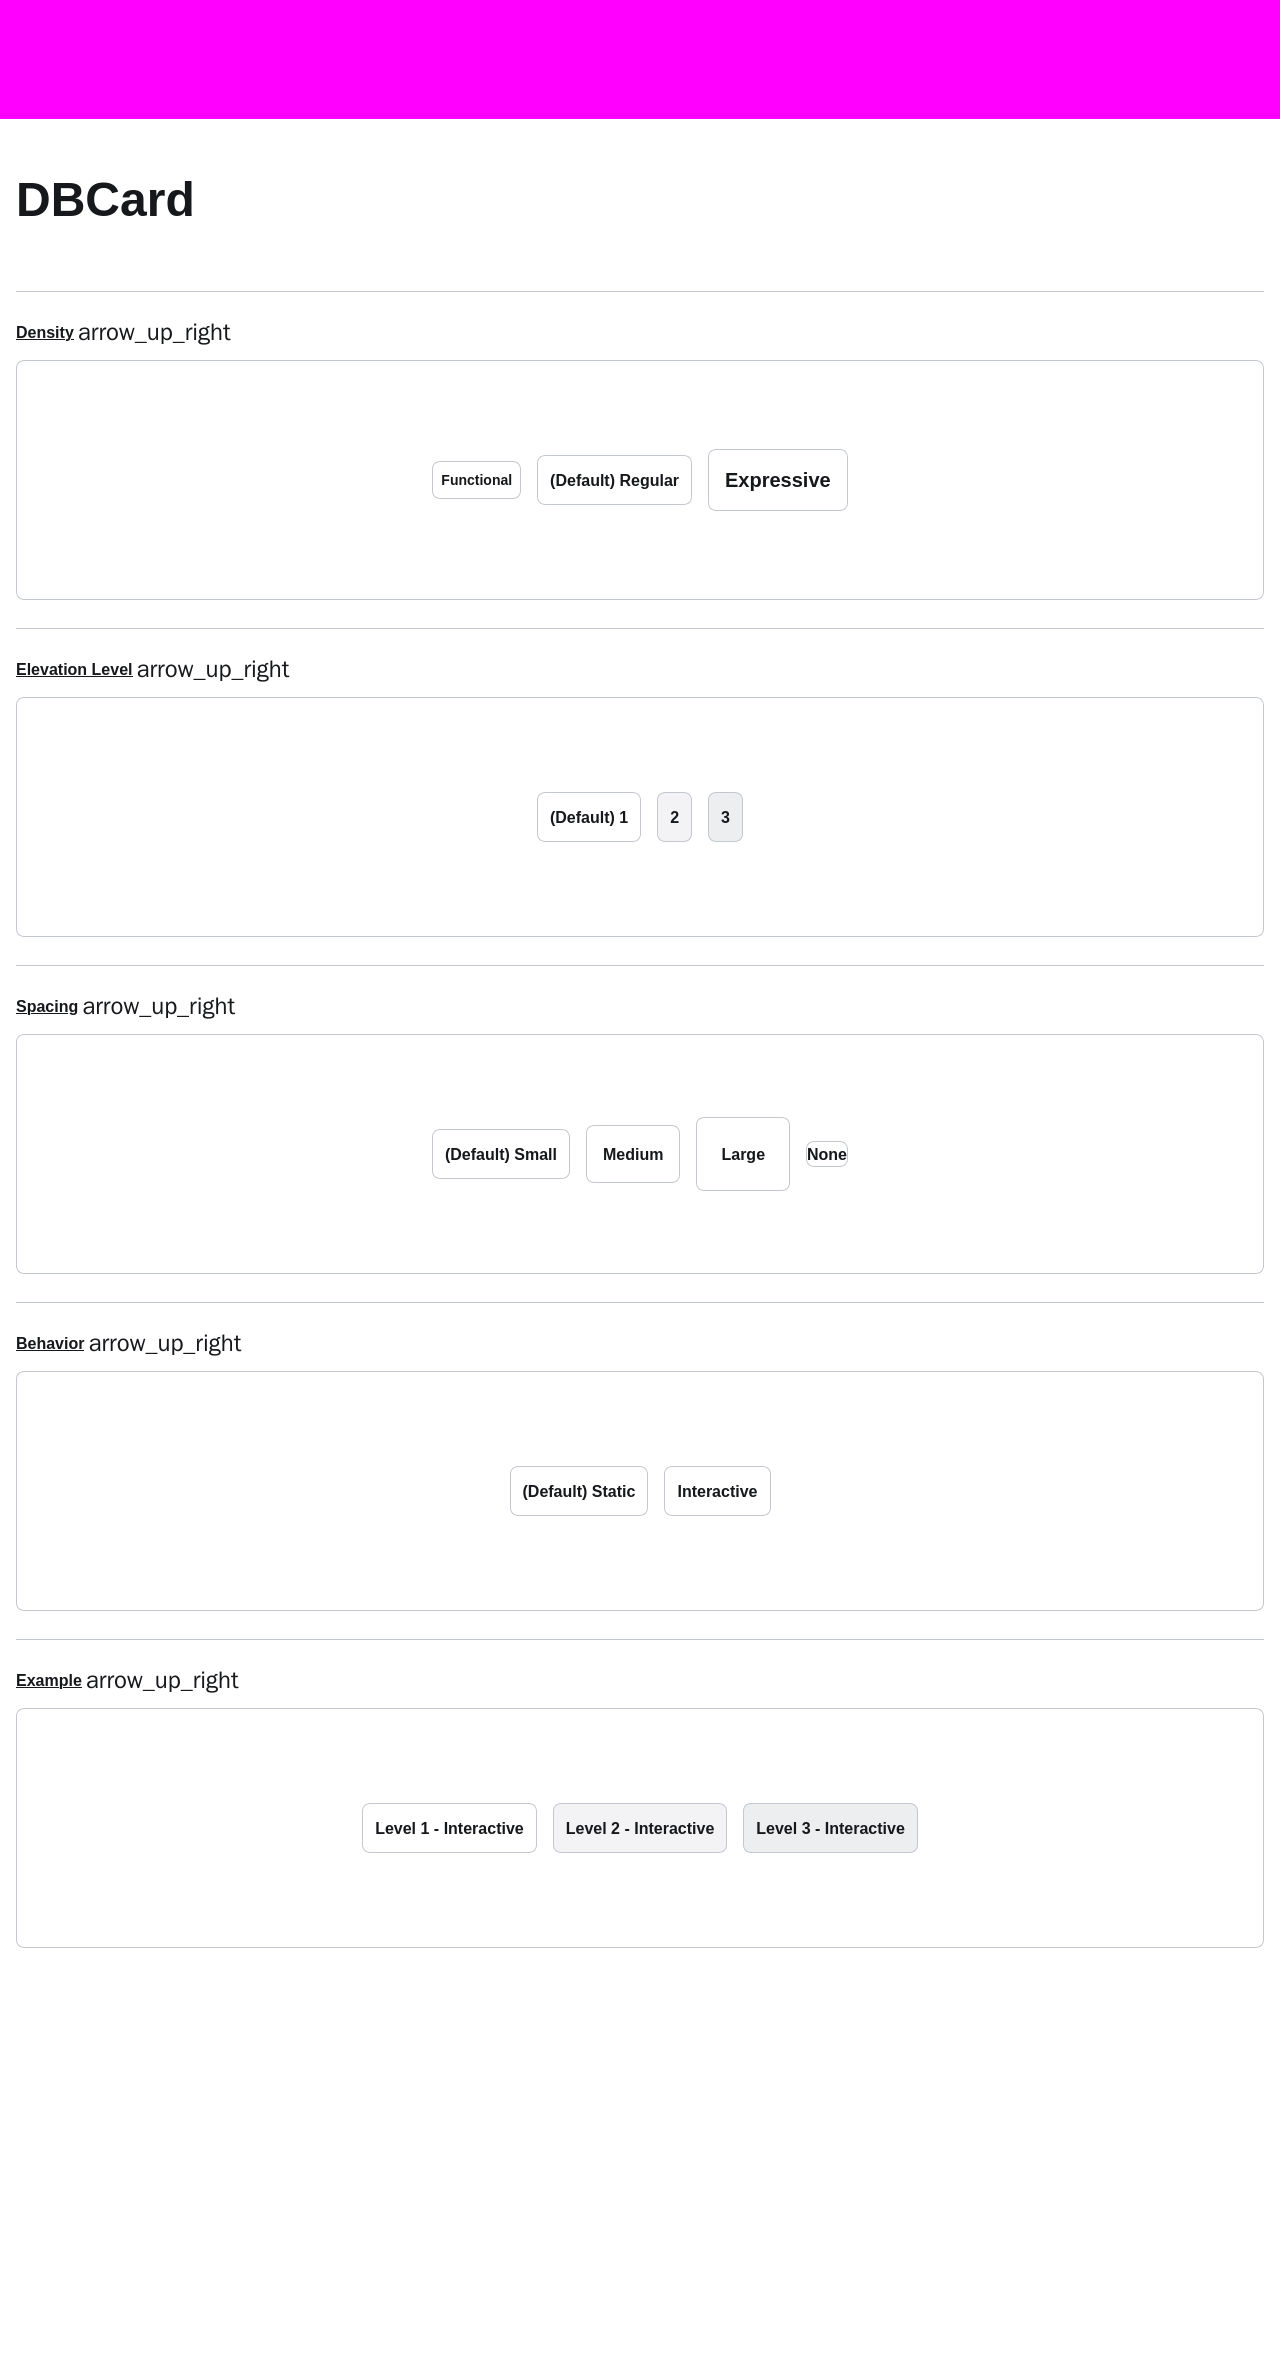 DBCard
Density arrow_up_right
Functional (Default) Regular Expressive
Elevation Level arrow_up_right
(Default) 1 2 3
Spacing arrow_up_right
(Default) Small Medium Large None
Behavior arrow_up_right
(Default) Static Interactive
Example arrow_up_right
Level 1 - Interactive Level 2 - Interactive Level 3 - Interactive